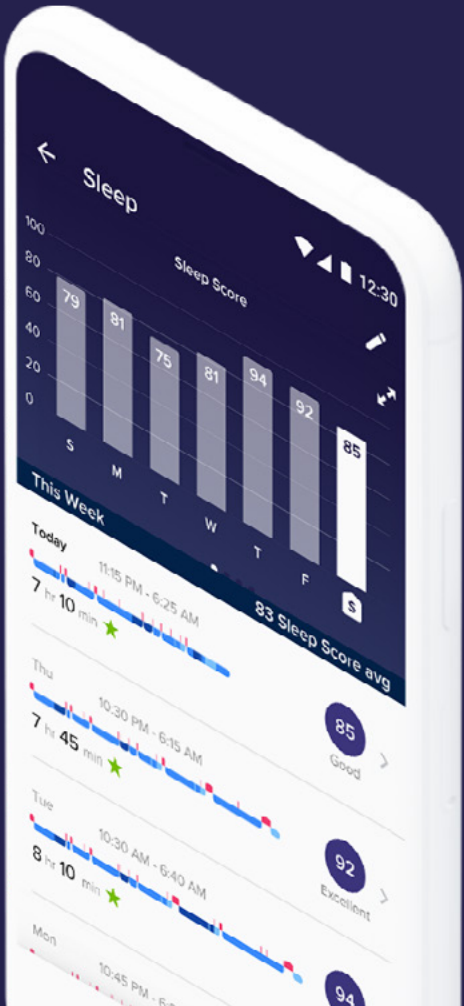 12:30
Sleep
Sleep Score
100
80
60
40
20
0
79 81 75 81 94 92 85
S M T W T F S
This Week 83 Sleep Score avg
Today
11:15 PM - 6:25 AM
7 hr 10 min
85
Good
Thu
10:30 PM - 6:15 AM
7 hr 45 min
92
Excellent
Tue
10:30 AM - 6:40 AM
8 hr 10 min
94
Mon
10:45 PM -